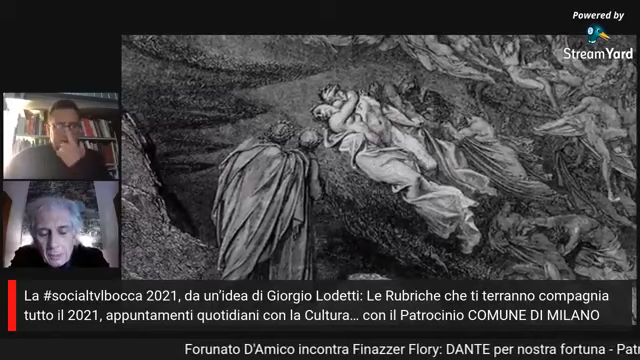 Powered by
StreamYard
La #socialtvlbocca 2021, da un'idea di Giorgio Lodetti: Le Rubriche che ti terranno compagnia
tutto il 2021, appuntamenti quotidiani con la Cultura... con il Patrocinio COMUNE DI MILANO
Forunato D'Amico incontra Finazzer Flory: DANTE per nostra fortuna - Pat